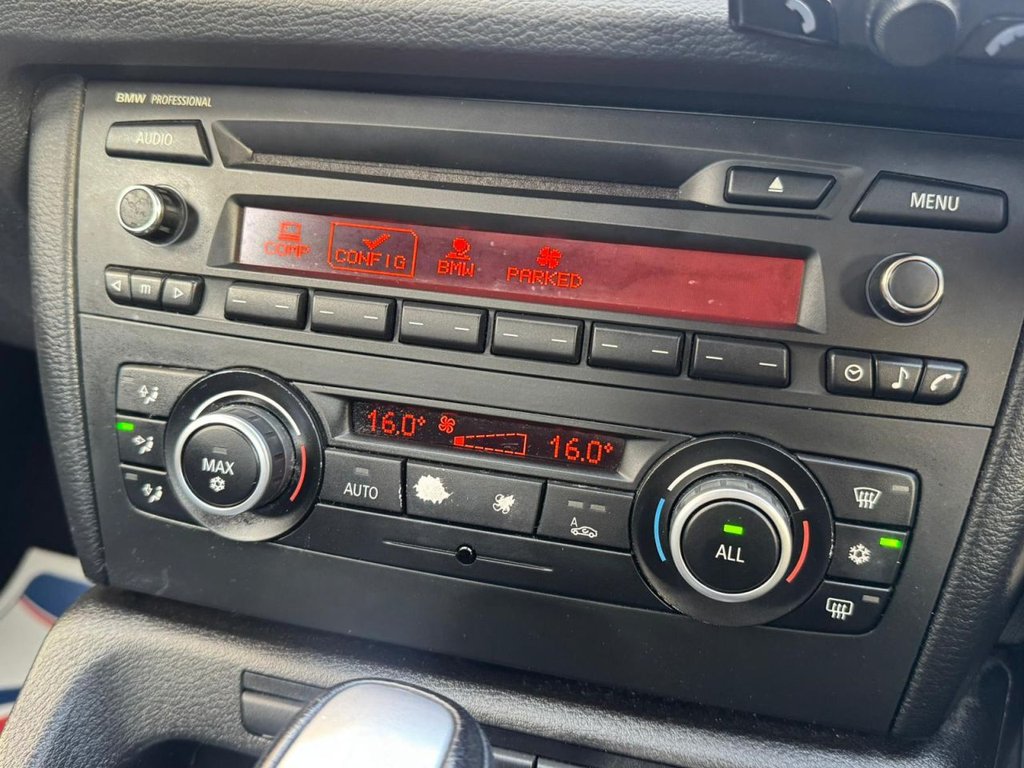 BMW PROFESSIONAL
AUDIO
MENU
COMP CONFIG BMW PARKED
m
16.0° 16.0°
MAX
AUTO
A
ALL